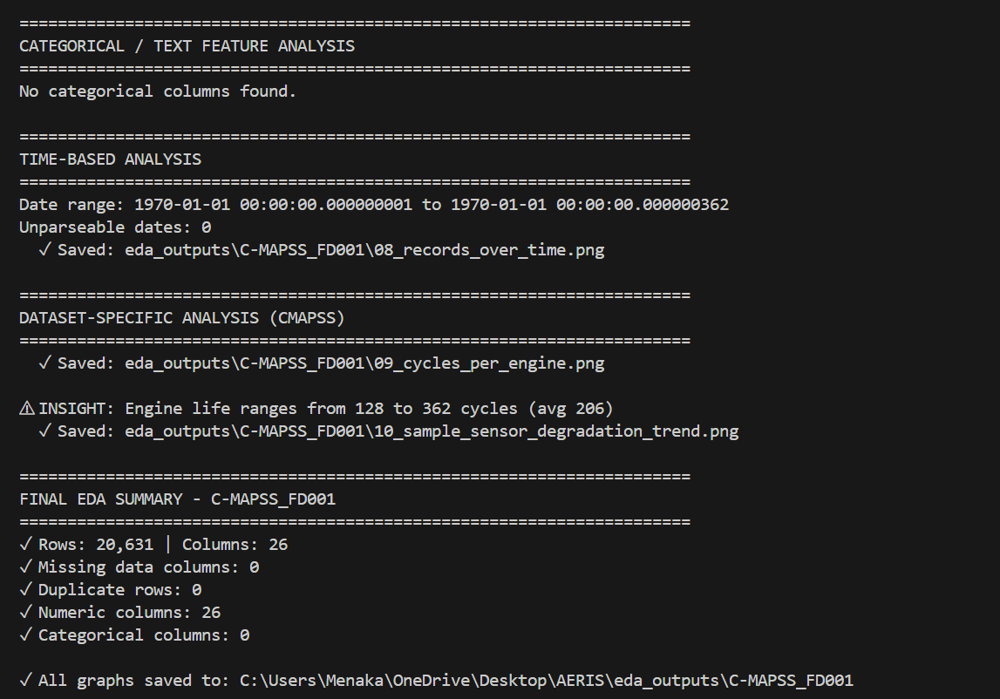 ======================================================================
CATEGORICAL / TEXT FEATURE ANALYSIS
======================================================================
No categorical columns found.
======================================================================
TIME-BASED ANALYSIS
======================================================================
Date range: 1970-01-01 00:00:00.000000001 to 1970-01-01 00:00:00.000000362
Unparseable dates: 0
✓ Saved: eda_outputs\C-MAPSS_FD001\08_records_over_time.png
======================================================================
DATASET-SPECIFIC ANALYSIS (CMAPSS)
======================================================================
✓ Saved: eda_outputs\C-MAPSS_FD001\09_cycles_per_engine.png
⚠ INSIGHT: Engine life ranges from 128 to 362 cycles (avg 206)
✓ Saved: eda_outputs\C-MAPSS_FD001\10_sample_sensor_degradation_trend.png
======================================================================
FINAL EDA SUMMARY - C-MAPSS_FD001
======================================================================
✓ Rows: 20,631 | Columns: 26
✓ Missing data columns: 0
✓ Duplicate rows: 0
✓ Numeric columns: 26
✓ Categorical columns: 0
✓ All graphs saved to: C:\Users\Menaka\OneDrive\Desktop\AERIS\eda_outputs\C-MAPSS_FD001